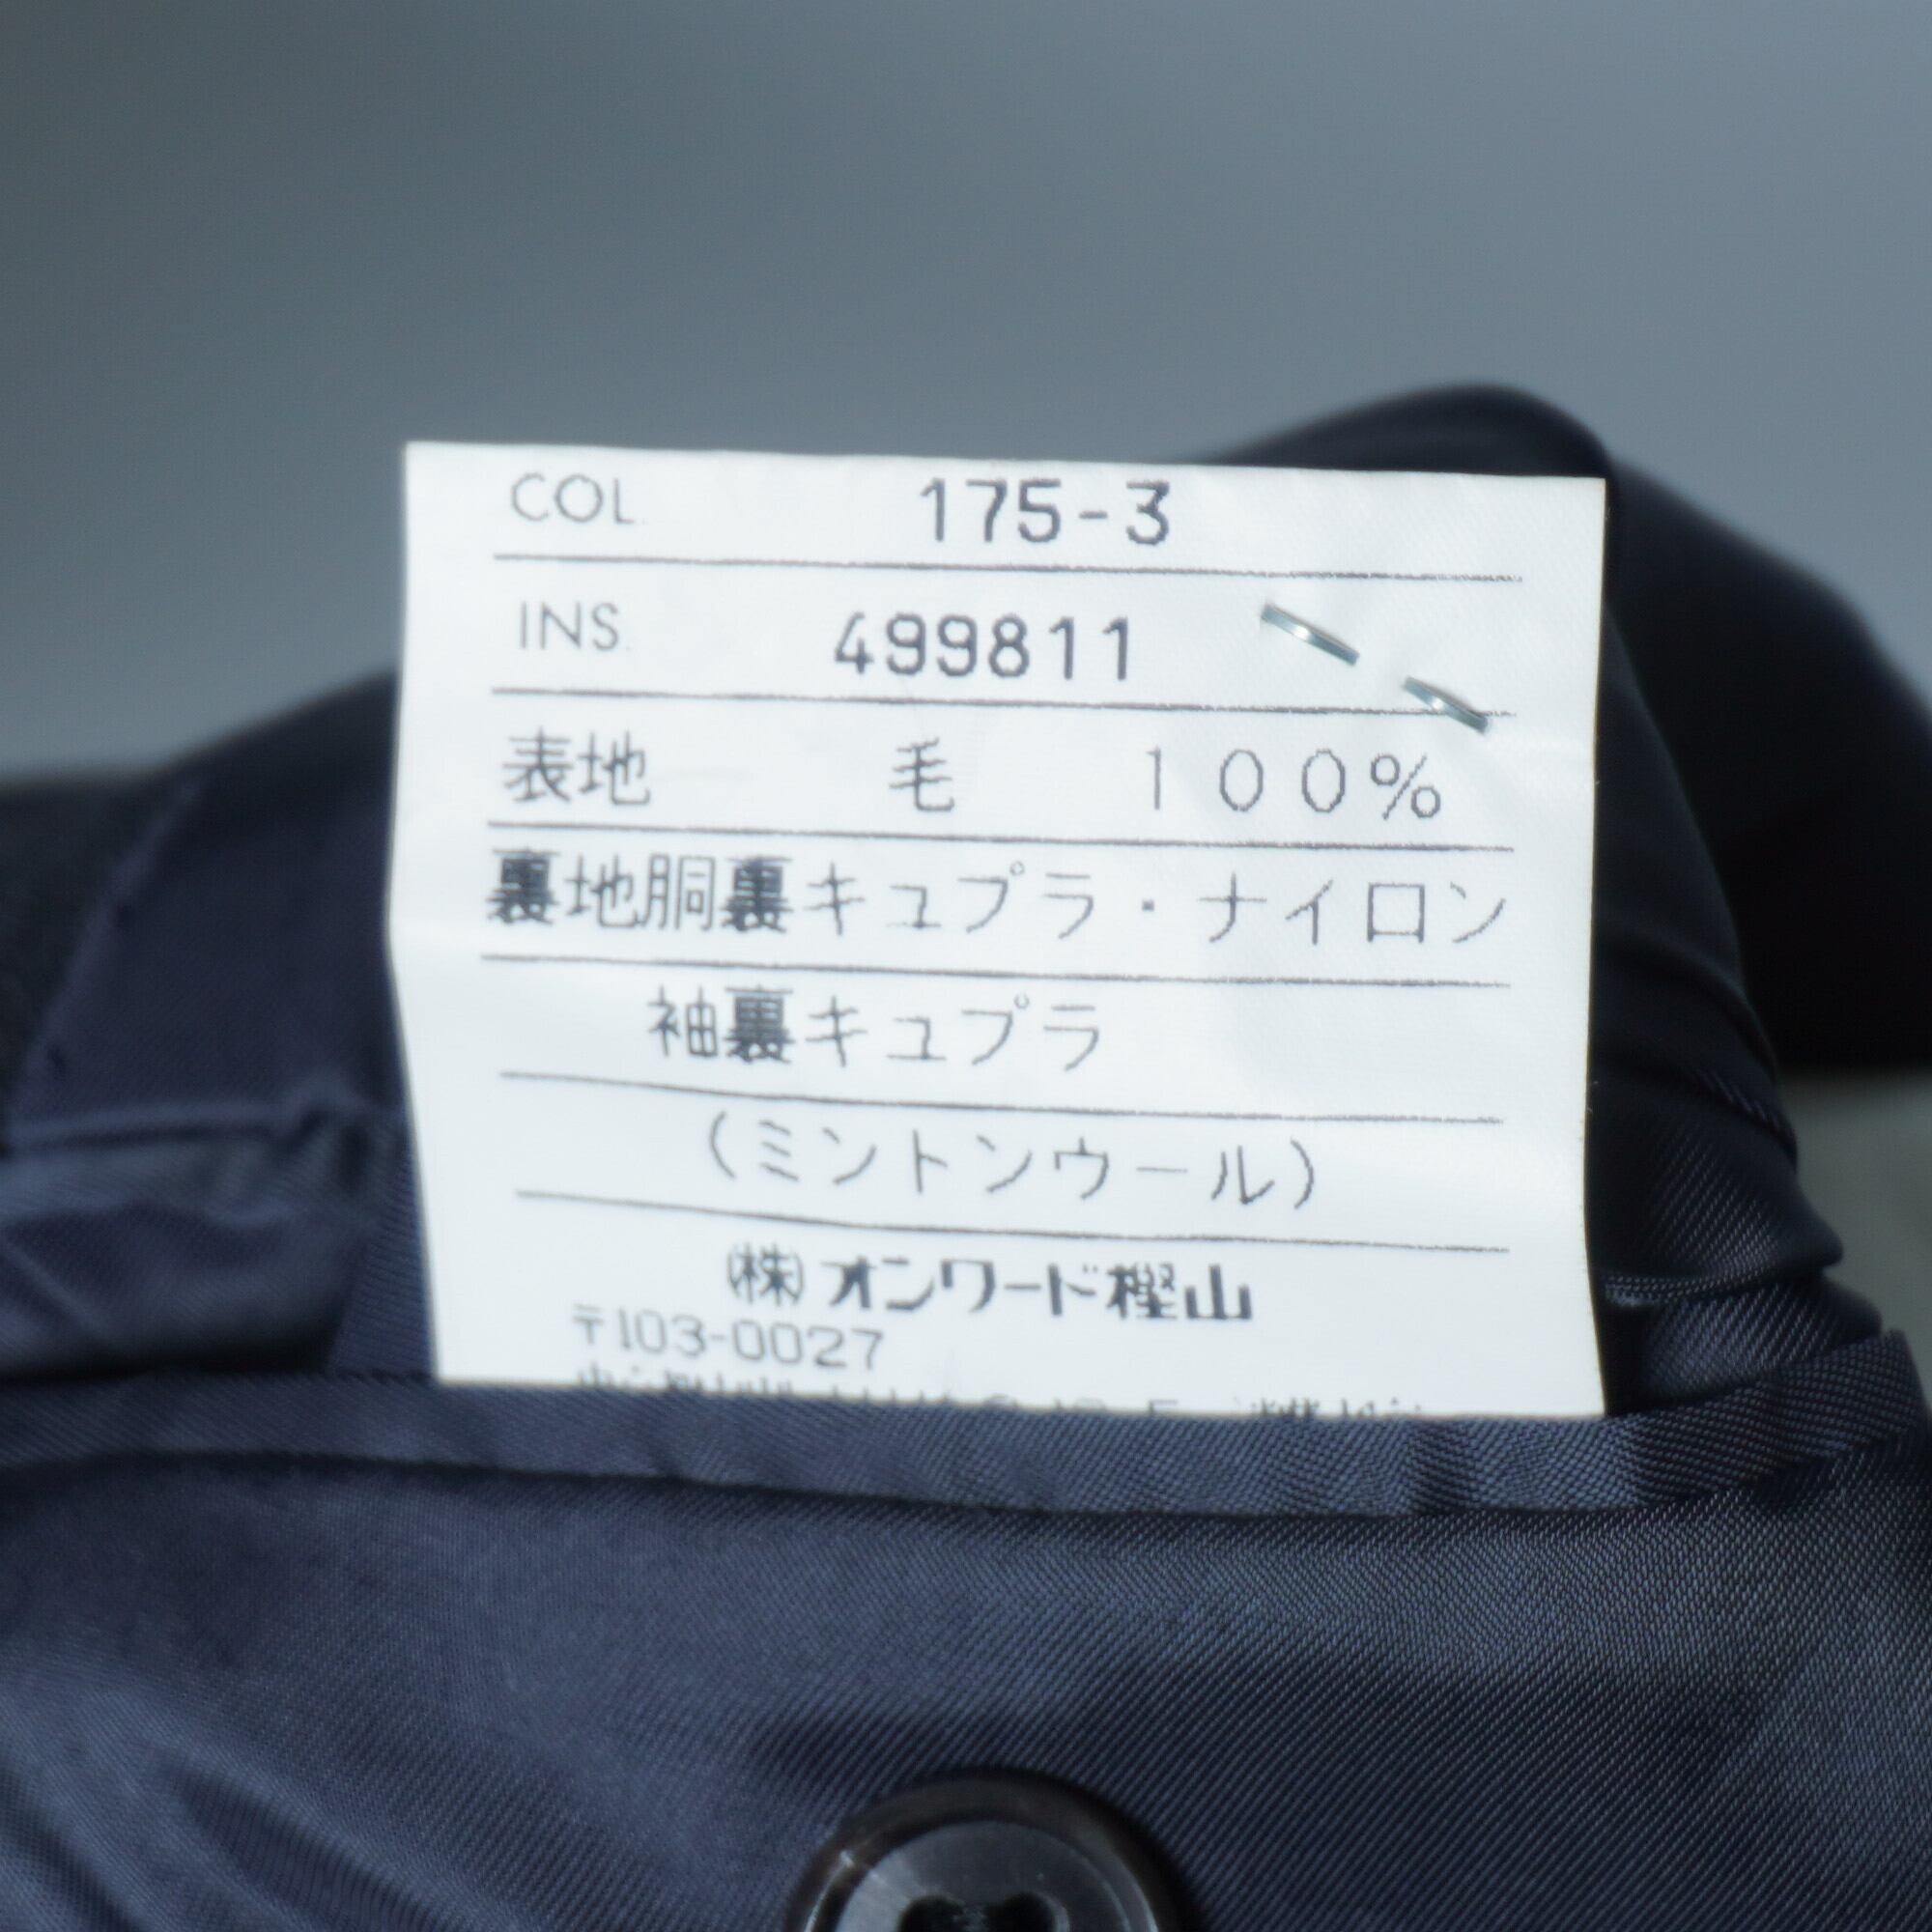 COL. 175-3
INS. 499811
表地 毛 100%
裏地胴裏キュプラ・ナイロン
袖裏キュプラ
(ミントンウール)
㈱オンワード樫山
〒103-0027